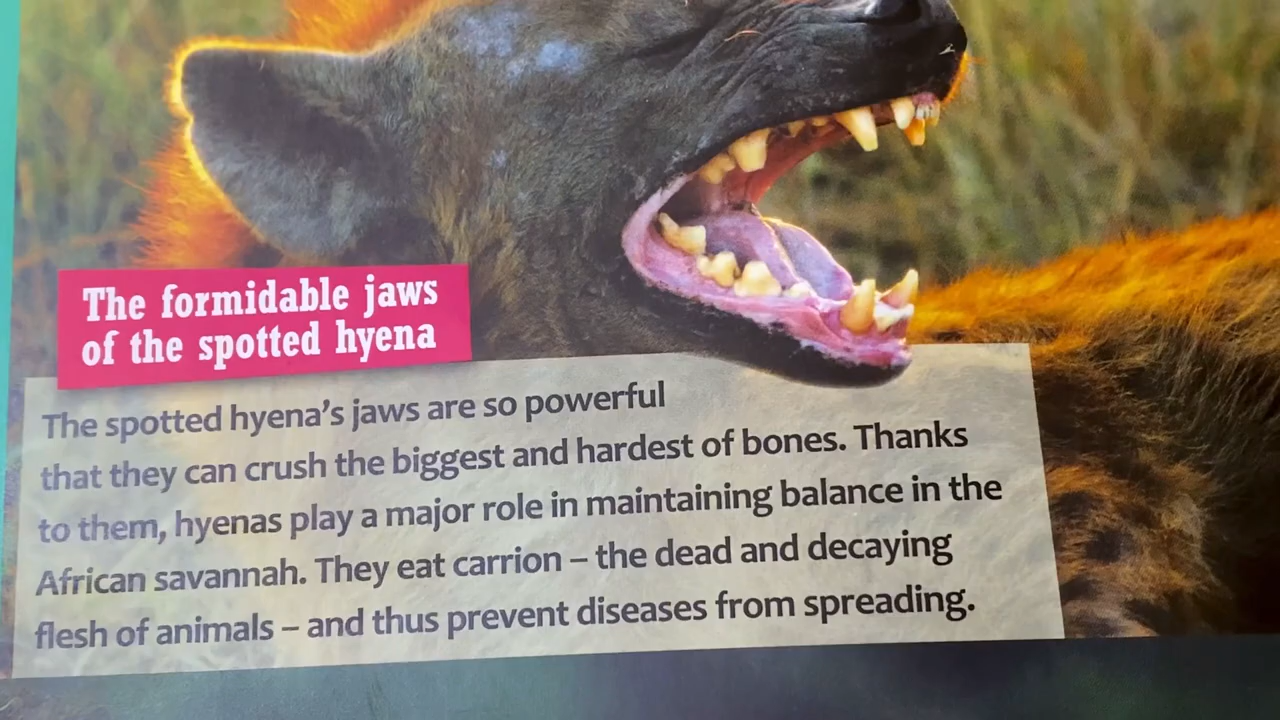 The formidable jaws
of the spotted hyena
The spotted hyena's jaws are so powerful
that they can crush the biggest and hardest of bones. Thanks
to them, hyenas play a major role in maintaining balance in the
African savannah. They eat carrion – the dead and decaying
flesh of animals – and thus prevent diseases from spreading.